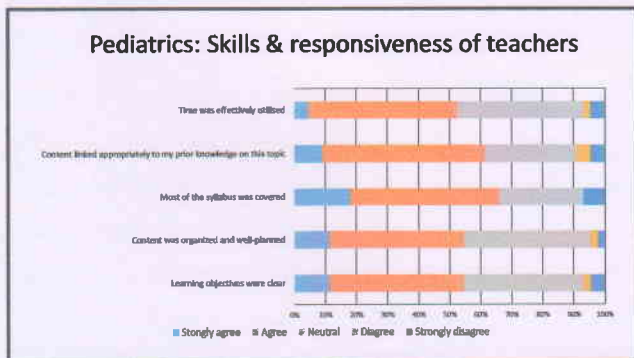 Pediatrics: Skills & responsiveness of teachers
Time was effectively utilised
Content linked appropriately to my prior knowledge on this topic
Most of the syllabus was covered
Content was organized and well-planned
Learning objectives were clear
0% 10% 20% 30% 40% 50% 60% 70% 80% 90% 100%
Stongly agree Agree Neutral Diagree Strongly disagree